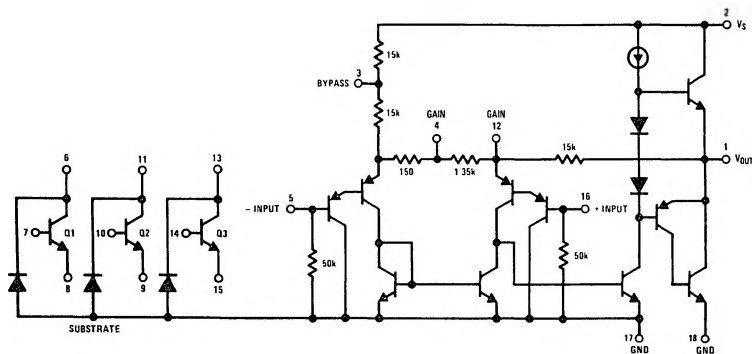 2 VS
15k
3
BYPASS
15k
GAIN
4
GAIN
12
6
11
13
150
1 35k
15k
1
VOUT
5
- INPUT
16
+ INPUT
7
Q1
10
Q2
14
Q3
8
9
15
50k
50k
SUBSTRATE
17
GND
18
GND